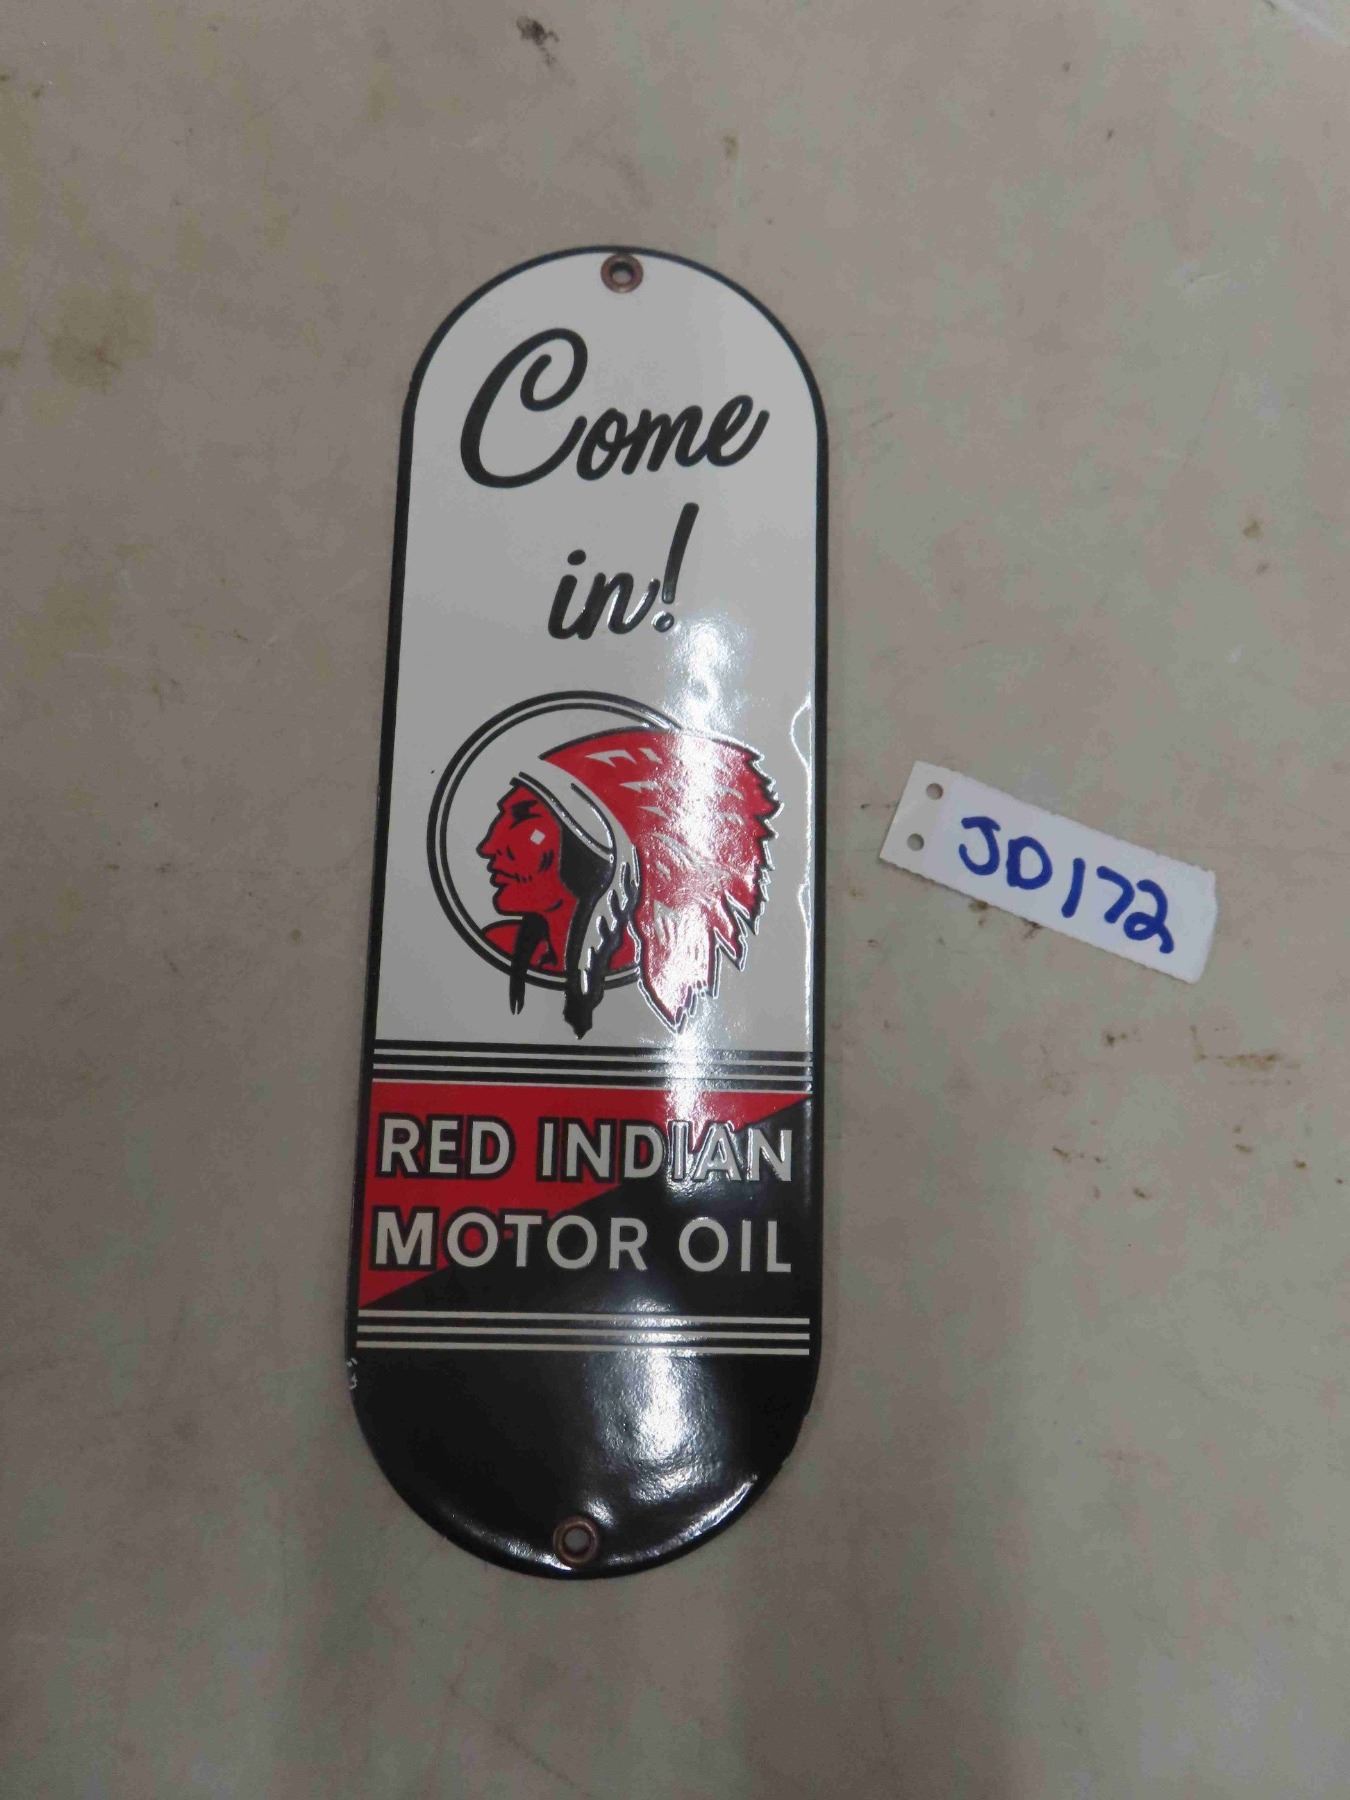 Come
in!
JD172
RED INDIAN
MOTOR OIL